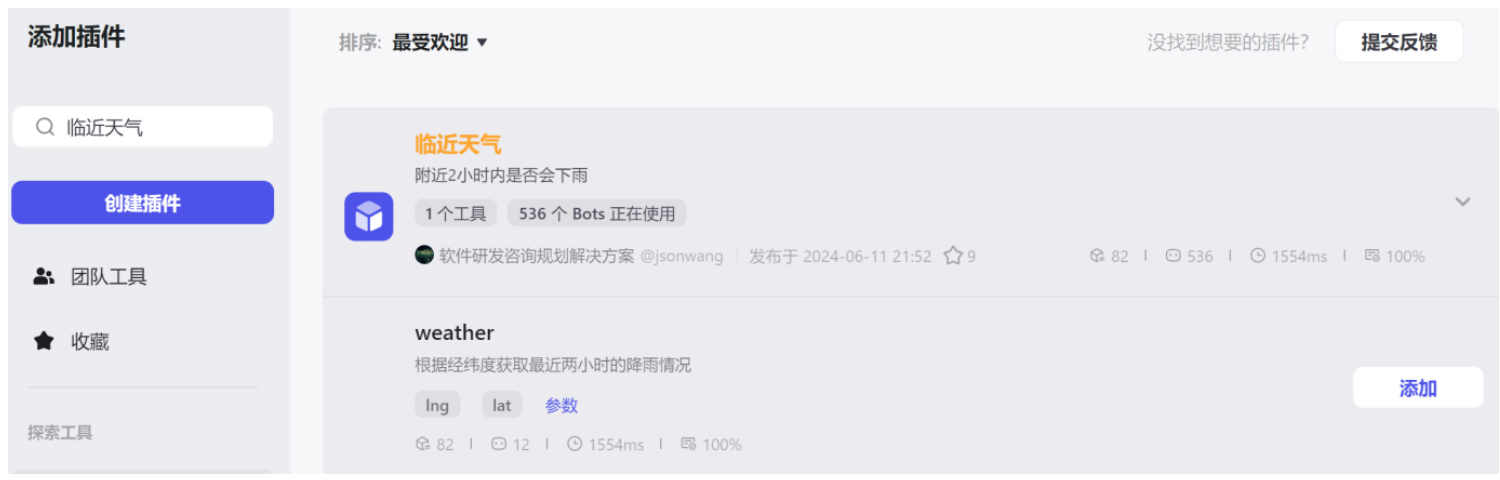 添加插件
临近天气
创建插件
团队工具
收藏
探索工具
排序: 最受欢迎
没找到想要的插件? 提交反馈
临近天气
附近2小时内是否会下雨
1 个工具 536 个 Bots 正在使用
软件研发咨询规划解决方案 @jsonwang 发布于 2024-06-11 21:52 9 82 536 1554ms 100%
weather
根据经纬度获取最近两小时的降雨情况
lng lat 参数
添加
82 12 1554ms 100%